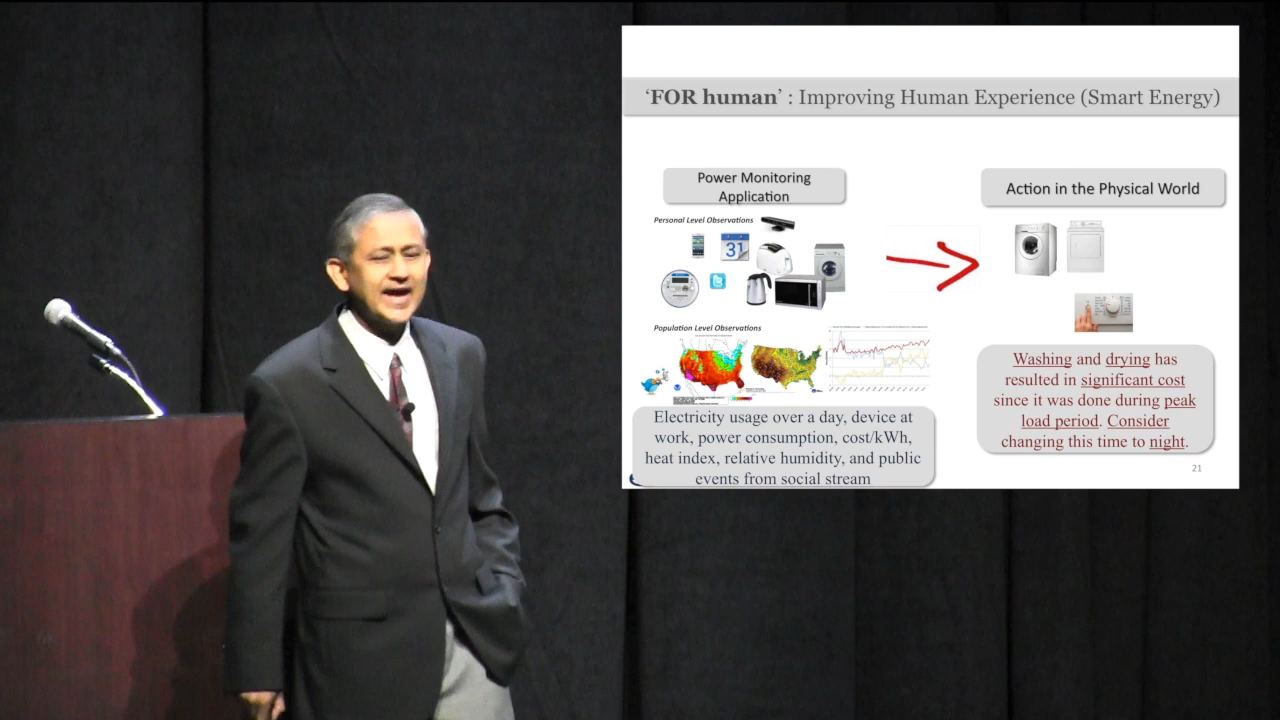 ‘FOR human’ : Improving Human Experience (Smart Energy)
Power Monitoring
Application
Personal Level Observations
31
Population Level Observations
Electricity usage over a day, device at
work, power consumption, cost/kWh,
heat index, relative humidity, and public
events from social stream
Action in the Physical World
Washing and drying has
resulted in significant cost
since it was done during peak
load period. Consider
changing this time to night.
21